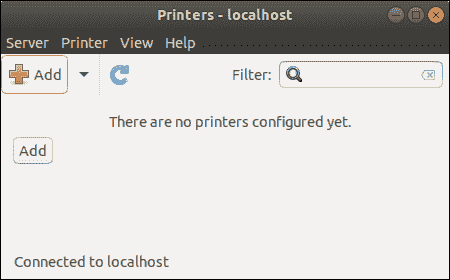 Printers - localhost
Server Printer View Help
Add Filter:
There are no printers configured yet.
Add
Connected to localhost